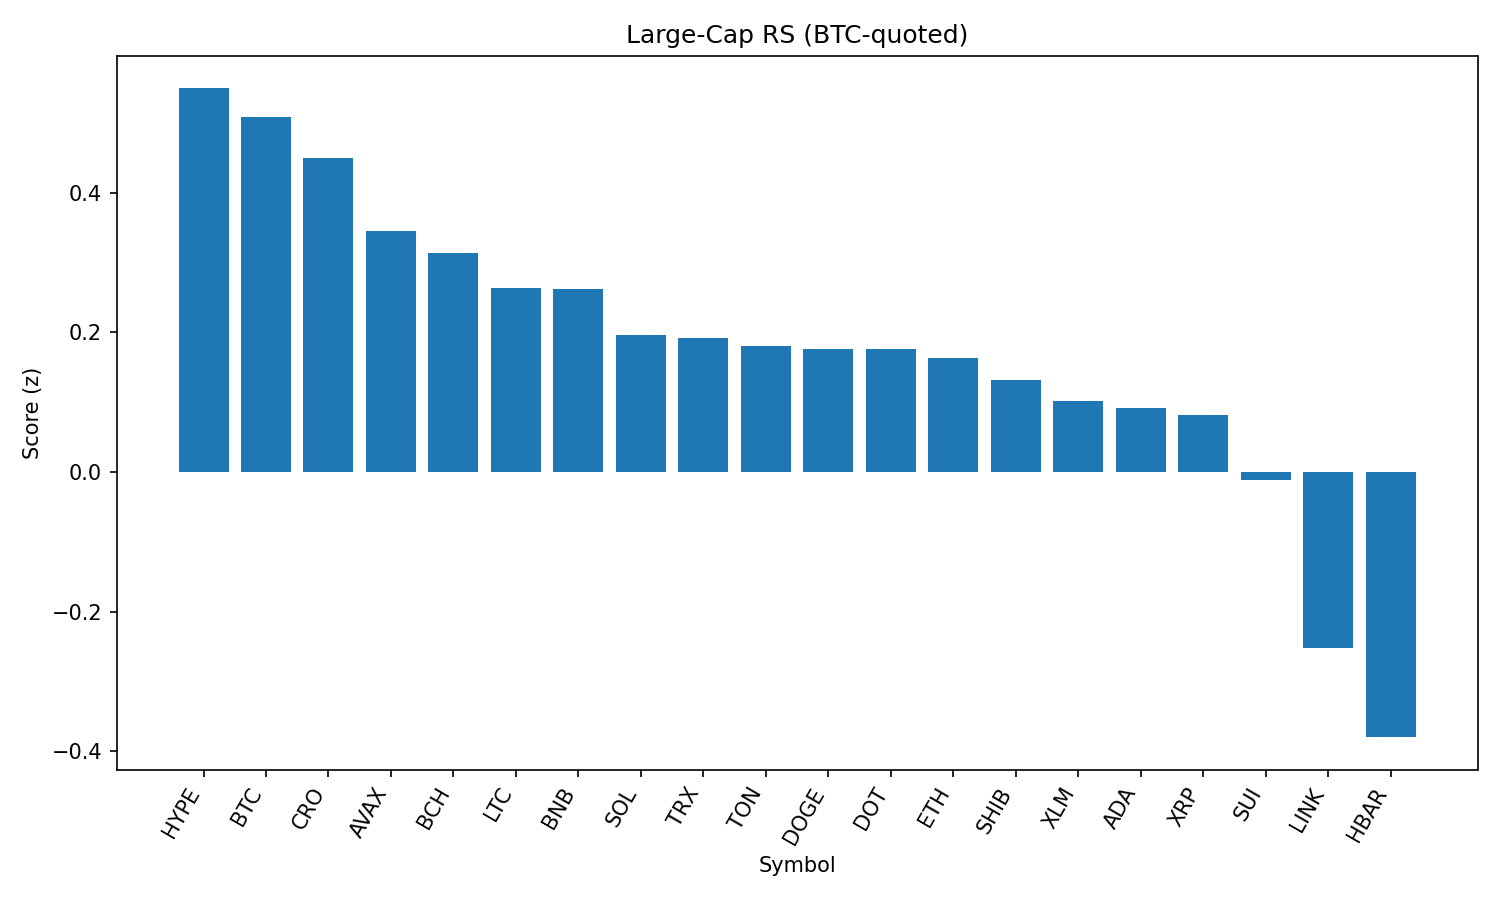 Large-Cap RS (BTC-quoted)
Score (z)
0.4
0.2
0.0
−0.2
−0.4
HYPE
BTC
CRO
AVAX
BCH
LTC
BNB
SOL
TRX
TON
DOGE
DOT
ETH
SHIB
XLM
ADA
XRP
SUI
LINK
HBAR
Symbol